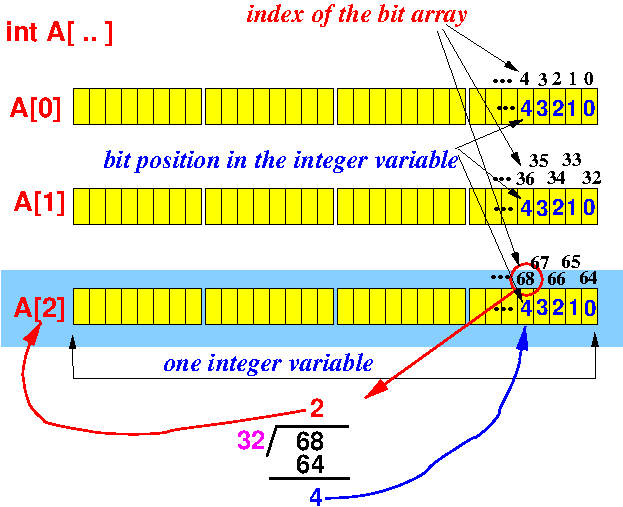 index of the bit array
int A[ .. ]
••• 4 3 2 1 0
A[0]
••• 4 3 2 1 0
bit position in the integer variable
35 33
••• 36 34 32
A[1]
••• 4 3 2 1 0
67 65
••• 68 66 64
A[2]
••• 4 3 2 1 0
one integer variable
2
32 68
64
4